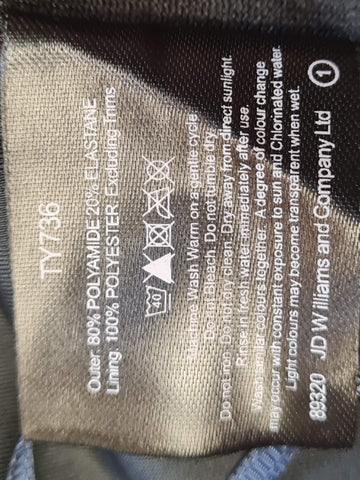 TY736
Outer: 80% POLYAMIDE 20% ELASTANE
Lining: 100% POLYESTER. Excluding Trims.
40
Machine Wash Warm on a gentle cycle.
Do not Bleach. Do not tumble dry.
Do not iron. Do not dry clean. Dry away from direct sunlight.
Rinse in fresh water immediately after use.
Wash similar colours together. A degree of colour change
may occur with constant exposure to sun and Chlorinated water.
Light colours may become transparent when wet.
89320 JD Williams and Company Ltd 1